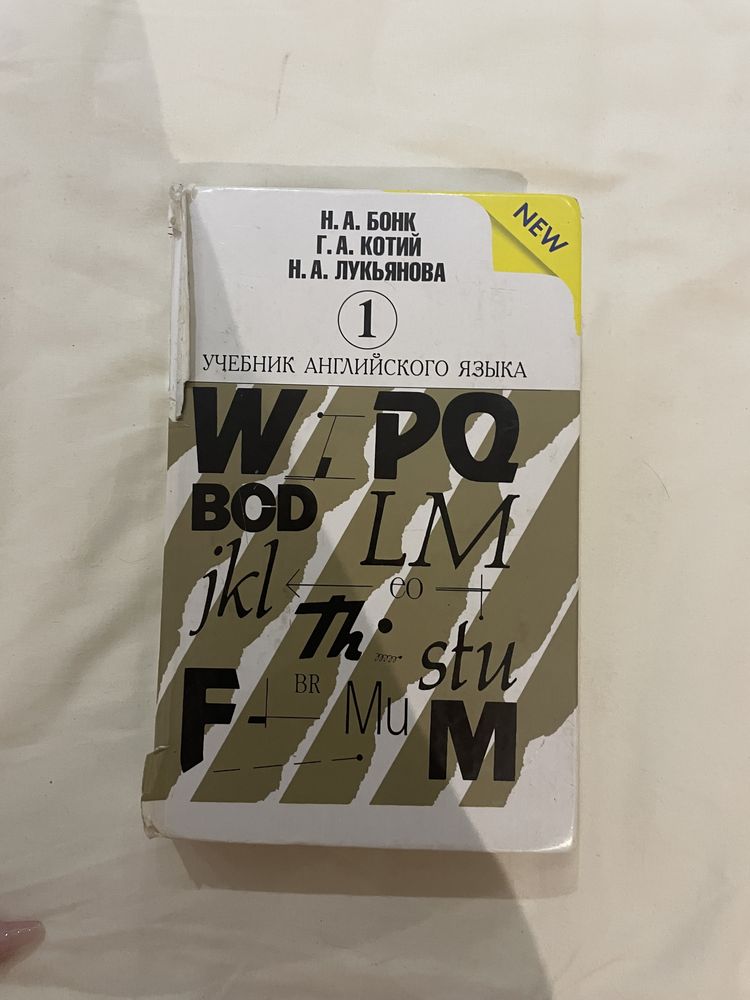 Н. А. БОНК
Г. А. КОТИЙ
Н. А. ЛУКЬЯНОВА
NEW
1
УЧЕБНИК АНГЛИЙСКОГО ЯЗЫКА
W I PQ
BCD
LM
jkl
eo
Th
stu
BR
F
Mu
M